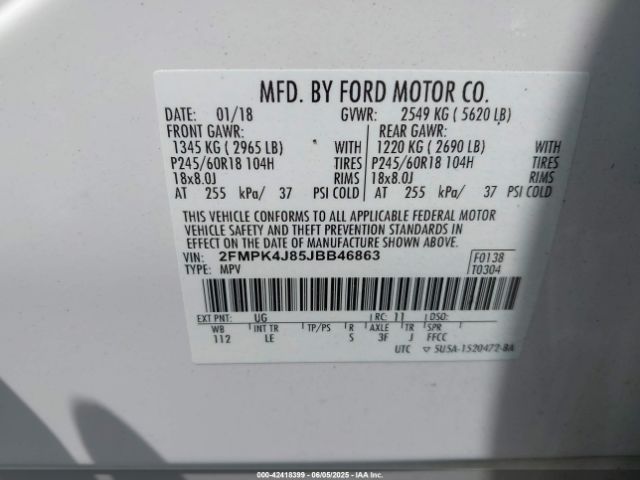 MFD. BY FORD MOTOR CO.
DATE: 01/18 GVWR: 2549 KG ( 5620 LB)
FRONT GAWR: REAR GAWR:
1345 KG ( 2965 LB) WITH 1220 KG ( 2690 LB) WITH
P245/60R18 104H TIRES P245/60R18 104H TIRES
18x8.0J RIMS 18x8.0J RIMS
AT 255 kPa/ 37 PSI COLD AT 255 kPa/ 37 PSI COLD
THIS VEHICLE CONFORMS TO ALL APPLICABLE FEDERAL MOTOR
VEHICLE SAFETY AND THEFT PREVENTION STANDARDS IN
EFFECT ON THE DATE OF MANUFACTURE SHOWN ABOVE.
VIN: 2FMPK4J85JBB46863 F0138
TYPE: MPV T0304
EXT PNT: UG RC: 11 DSO:
WB INT TR TP/PS R AXLE TR SPR
112 LE S 3F J FFCC
UTC ▽ 5U5A-1520472-BA
000-42418399 - 06/05/2025 - IAAI.COM